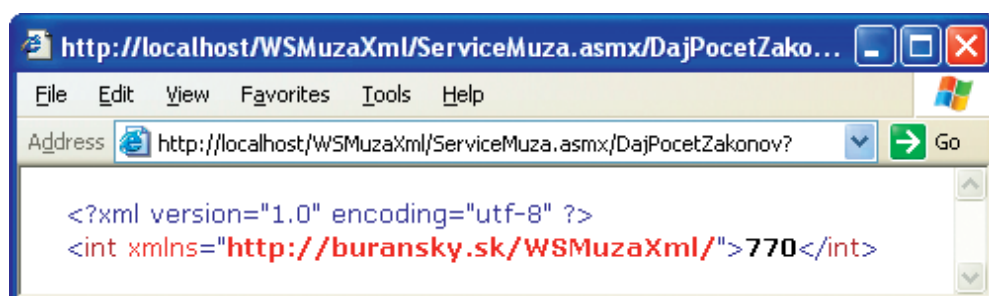 http://localhost/WSMuzaXml/ServiceMuza.asmx/DajPocetZako...
File Edit View Favorites Tools Help
Address http://localhost/WSMuzaXml/ServiceMuza.asmx/DajPocetZakonov? Go
<?xml version="1.0" encoding="utf-8" ?>
<int xmlns="http://buransky.sk/WSMuzaXml/">770</int>